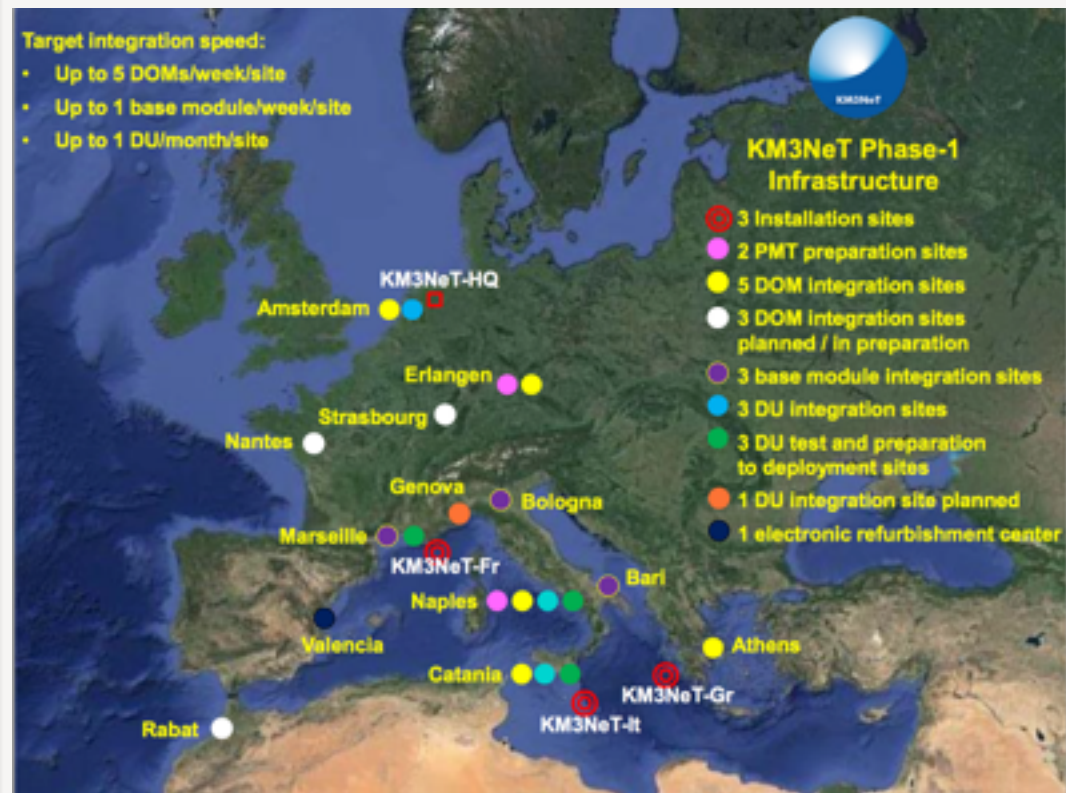 Target integration speed:
• Up to 5 DOMs/week/site
• Up to 1 base module/week/site
• Up to 1 DU/month/site
KM3NeT
KM3NeT Phase-1
Infrastructure
3 Installation sites
2 PMT preparation sites
5 DOM integration sites
3 DOM integration sites
planned / in preparation
3 base module integration sites
3 DU integration sites
3 DU test and preparation
to deployment sites
1 DU integration site planned
1 electronic refurbishment center
KM3NeT-HQ
Amsterdam
Erlangen
Strasbourg
Nantes
Genova
Bologna
Marseille
KM3NeT-Fr
Bari
Naples
Valencia
Athens
Catania
KM3NeT-Gr
KM3NeT-It
Rabat